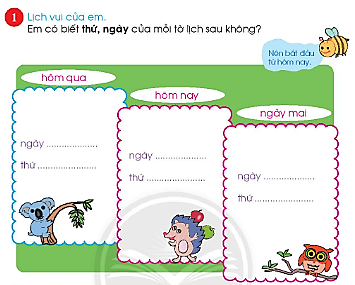 1 Lịch vui của em.
Em có biết thứ, ngày của mỗi tờ lịch sau không?
Nên bắt đầu
từ hôm nay.
hôm qua
ngày ....................
thứ ......................
hôm nay
ngày ....................
thứ ......................
ngày mai
ngày ....................
thứ ......................